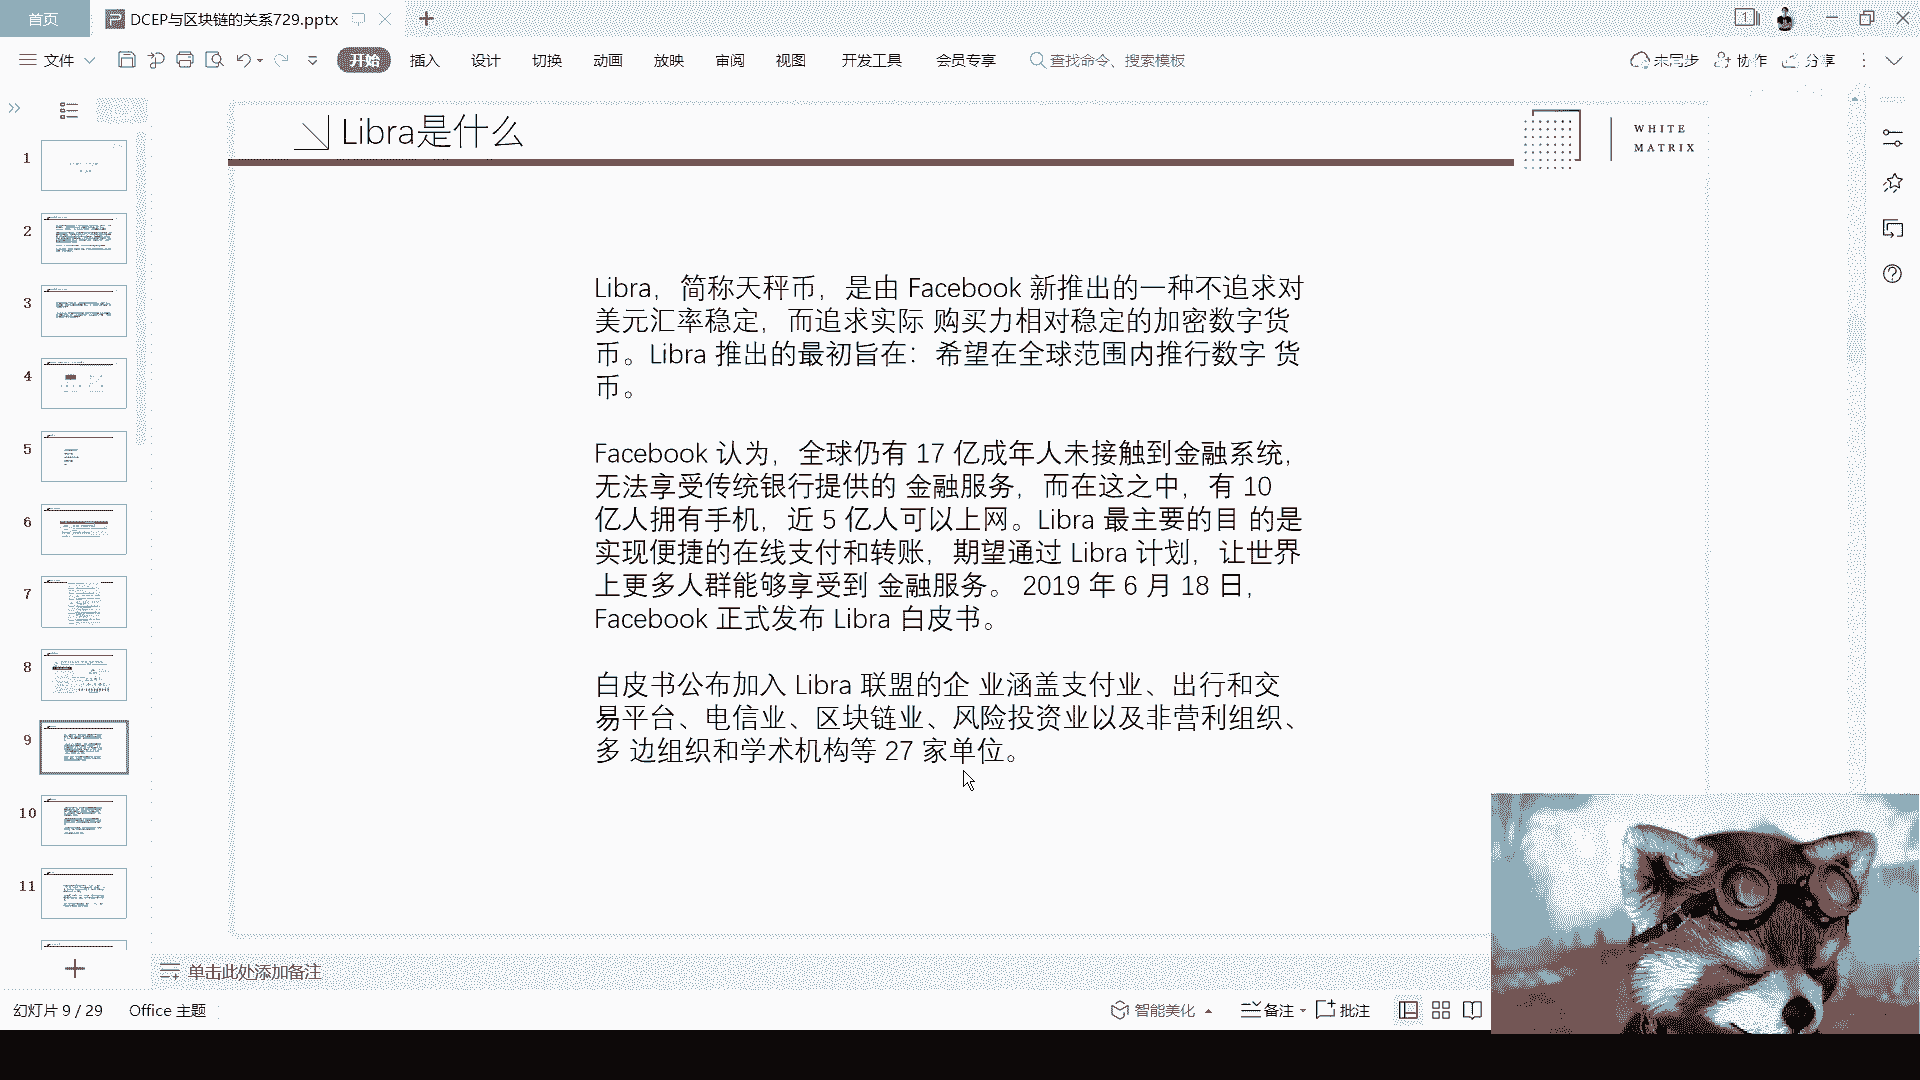 首页
DCEP与区块链的关系729.pptx
文件
开始
插入
设计
切换
动画
放映
审阅
视图
开发工具
会员专享
查找命令、搜索模板
未同步
协作
分享
Libra是什么
WHITE
MATRIX
Libra，简称天秤币，是由 Facebook 新推出的一种不追求对
美元汇率稳定，而追求实际 购买力相对稳定的加密数字货
币。Libra 推出的最初旨在：希望在全球范围内推行数字 货
币。
Facebook 认为，全球仍有 17 亿成年人未接触到金融系统，
无法享受传统银行提供的 金融服务，而在这之中，有 10
亿人拥有手机，近 5 亿人可以上网。Libra 最主要的目 的是
实现便捷的在线支付和转账，期望通过 Libra 计划，让世界
上更多人群能够享受到 金融服务。 2019 年 6 月 18 日，
Facebook 正式发布 Libra 白皮书。
白皮书公布加入 Libra 联盟的企 业涵盖支付业、出行和交
易平台、电信业、区块链业、风险投资业以及非营利组织、
多 边组织和学术机构等 27 家单位。
1
2
3
4
5
6
7
8
9
10
11
单击此处添加备注
幻灯片 9 / 29
Office 主题
智能美化
备注
批注